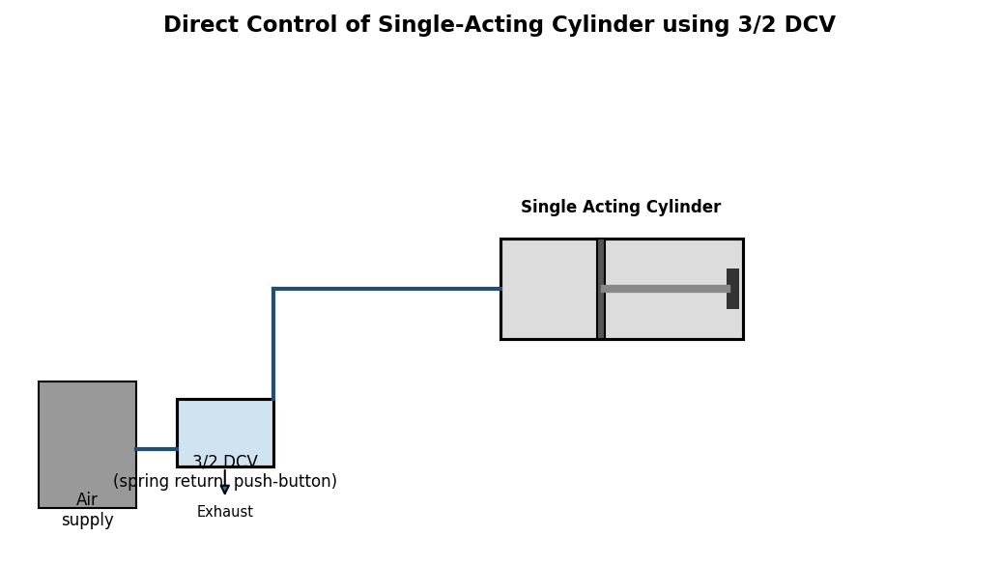 Direct Control of Single-Acting Cylinder using 3/2 DCV
Single Acting Cylinder
3/2 DCV
(spring return, push-button)
Air
supply
Exhaust